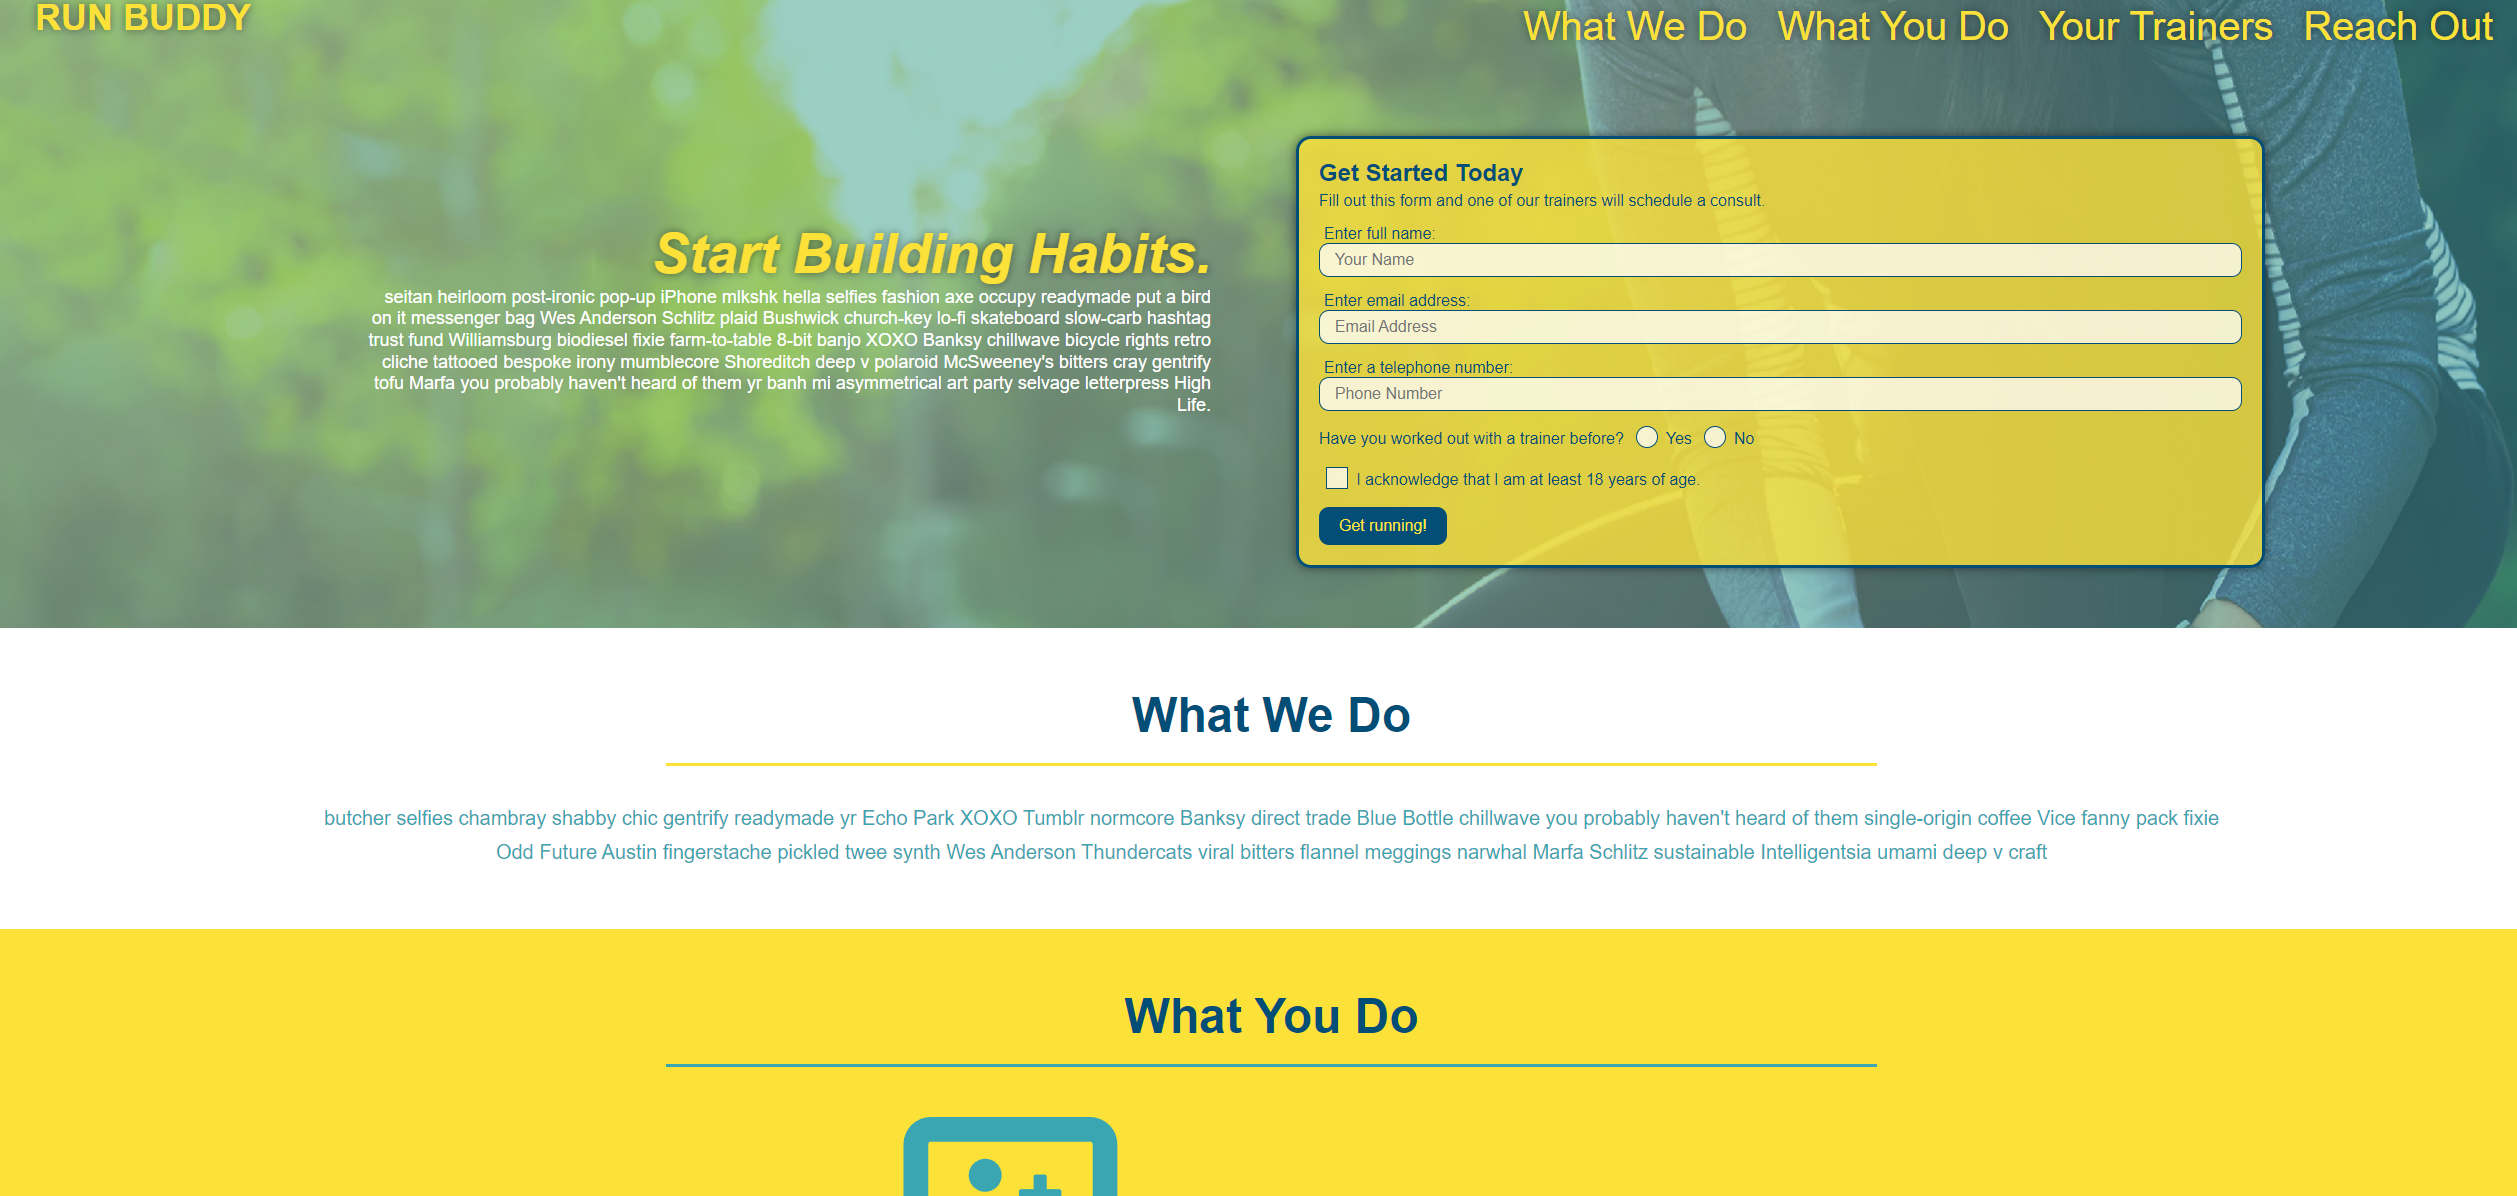 RUN BUDDY
What We Do What You Do Your Trainers Reach Out
Start Building Habits.
seitan heirloom post-ironic pop-up iPhone mlkshk hella selfies fashion axe occupy readymade put a bird
on it messenger bag Wes Anderson Schlitz plaid Bushwick church-key lo-fi skateboard slow-carb hashtag
trust fund Williamsburg biodiesel fixie farm-to-table 8-bit banjo XOXO Banksy chillwave bicycle rights retro
cliche tattooed bespoke irony mumblecore Shoreditch deep v polaroid McSweeney's bitters cray gentrify
tofu Marfa you probably haven't heard of them yr banh mi asymmetrical art party selvage letterpress High
Life.
Get Started Today
Fill out this form and one of our trainers will schedule a consult.
Enter full name:
Your Name
Enter email address:
Email Address
Enter a telephone number:
Phone Number
Have you worked out with a trainer before? Yes No
I acknowledge that I am at least 18 years of age.
Get running!
What We Do
butcher selfies chambray shabby chic gentrify readymade yr Echo Park XOXO Tumblr normcore Banksy direct trade Blue Bottle chillwave you probably haven't heard of them single-origin coffee Vice fanny pack fixie
Odd Future Austin fingerstache pickled twee synth Wes Anderson Thundercats viral bitters flannel meggings narwhal Marfa Schlitz sustainable Intelligentsia umami deep v craft
What You Do